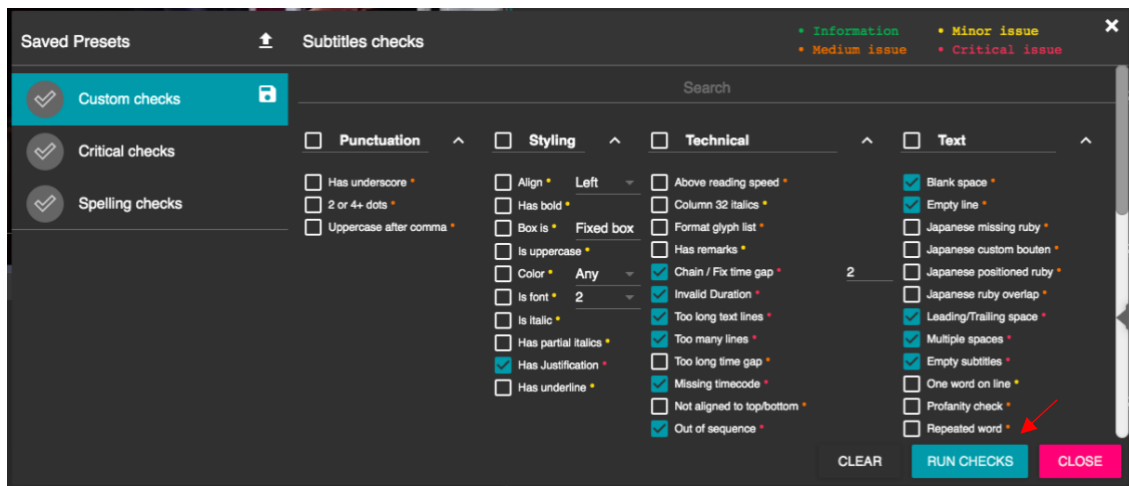 Saved Presets
Custom checks
Critical checks
Spelling checks
Subtitles checks
• Information
• Minor issue
• Medium issue
• Critical issue
Search
Punctuation
Has underscore •
2 or 4+ dots •
Uppercase after comma •
Styling
Align • Left
Has bold •
Box is • Fixed box
Is uppercase •
Color • Any
Is font • 2
Is italic •
Has partial italics •
Has Justification •
Has underline •
Technical
Above reading speed •
Column 32 italics •
Format glyph list •
Has remarks •
Chain / Fix time gap • 2
Invalid Duration •
Too long text lines •
Too many lines •
Too long time gap •
Missing timecode •
Not aligned to top/bottom •
Out of sequence •
Text
Blank space •
Empty line •
Japanese missing ruby •
Japanese custom bouten •
Japanese positioned ruby •
Japanese ruby overlap •
Leading/Trailing space •
Multiple spaces •
Empty subtitles •
One word on line •
Profanity check •
Repeated word •
CLEAR
RUN CHECKS
CLOSE